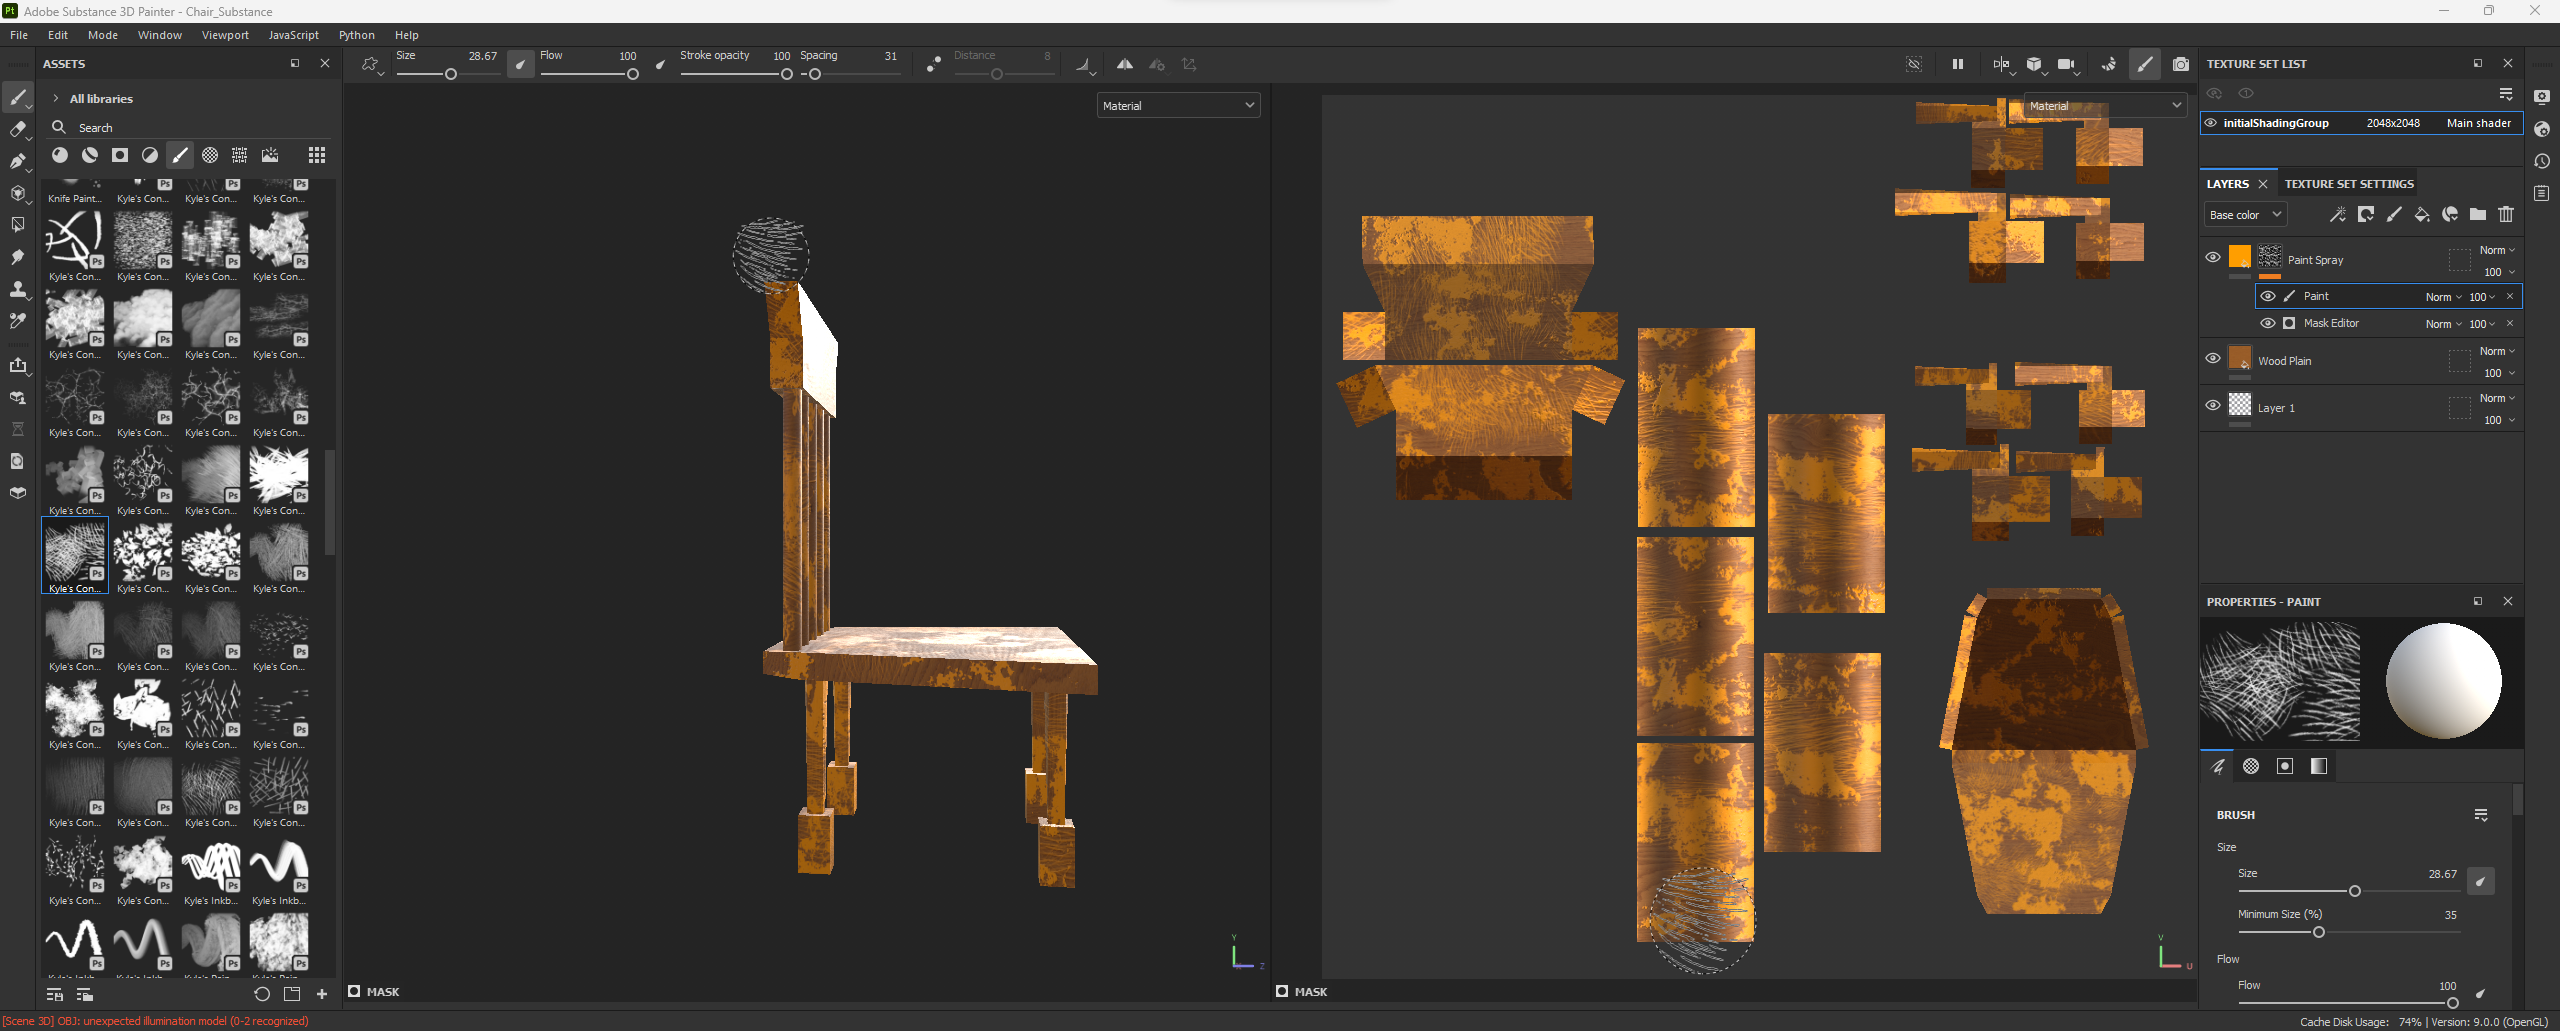 Pt Adobe Substance 3D Painter - Chair_Substance
File Edit Mode Window Viewport JavaScript Python Help
ASSETS
Size 28.67 Flow 100 Stroke opacity 100 Spacing 31 Distance 8
All libraries
Search
Material
Material
Knife Paint... Kyle's Con... Kyle's Con... Kyle's Con...
Kyle's Con... Kyle's Con... Kyle's Con... Kyle's Con...
Kyle's Con... Kyle's Con... Kyle's Con... Kyle's Con...
Kyle's Con... Kyle's Con... Kyle's Con... Kyle's Con...
Kyle's Con... Kyle's Con... Kyle's Con... Kyle's Con...
Kyle's Con... Kyle's Con... Kyle's Con... Kyle's Con...
Kyle's Con... Kyle's Con... Kyle's Con... Kyle's Con...
Kyle's Con... Kyle's Con... Kyle's Con... Kyle's Con...
Kyle's Con... Kyle's Con... Kyle's Con... Kyle's Con...
Kyle's Con... Kyle's Con... Kyle's Inkb... Kyle's Inkb...
MASK
MASK
Y
Z
V
U
TEXTURE SET LIST
initialShadingGroup 2048x2048 Main shader
LAYERS TEXTURE SET SETTINGS
Base color
Paint Spray Norm 100
Paint Norm 100
Mask Editor Norm 100
Wood Plain Norm 100
Layer 1 Norm 100
PROPERTIES - PAINT
BRUSH
Size
Size 28.67
Minimum Size (%) 35
Flow
Flow 100
[Scene 3D] OBJ: unexpected illumination model (0-2 recognized)
Cache Disk Usage: 74% | Version: 9.0.0 (OpenGL)